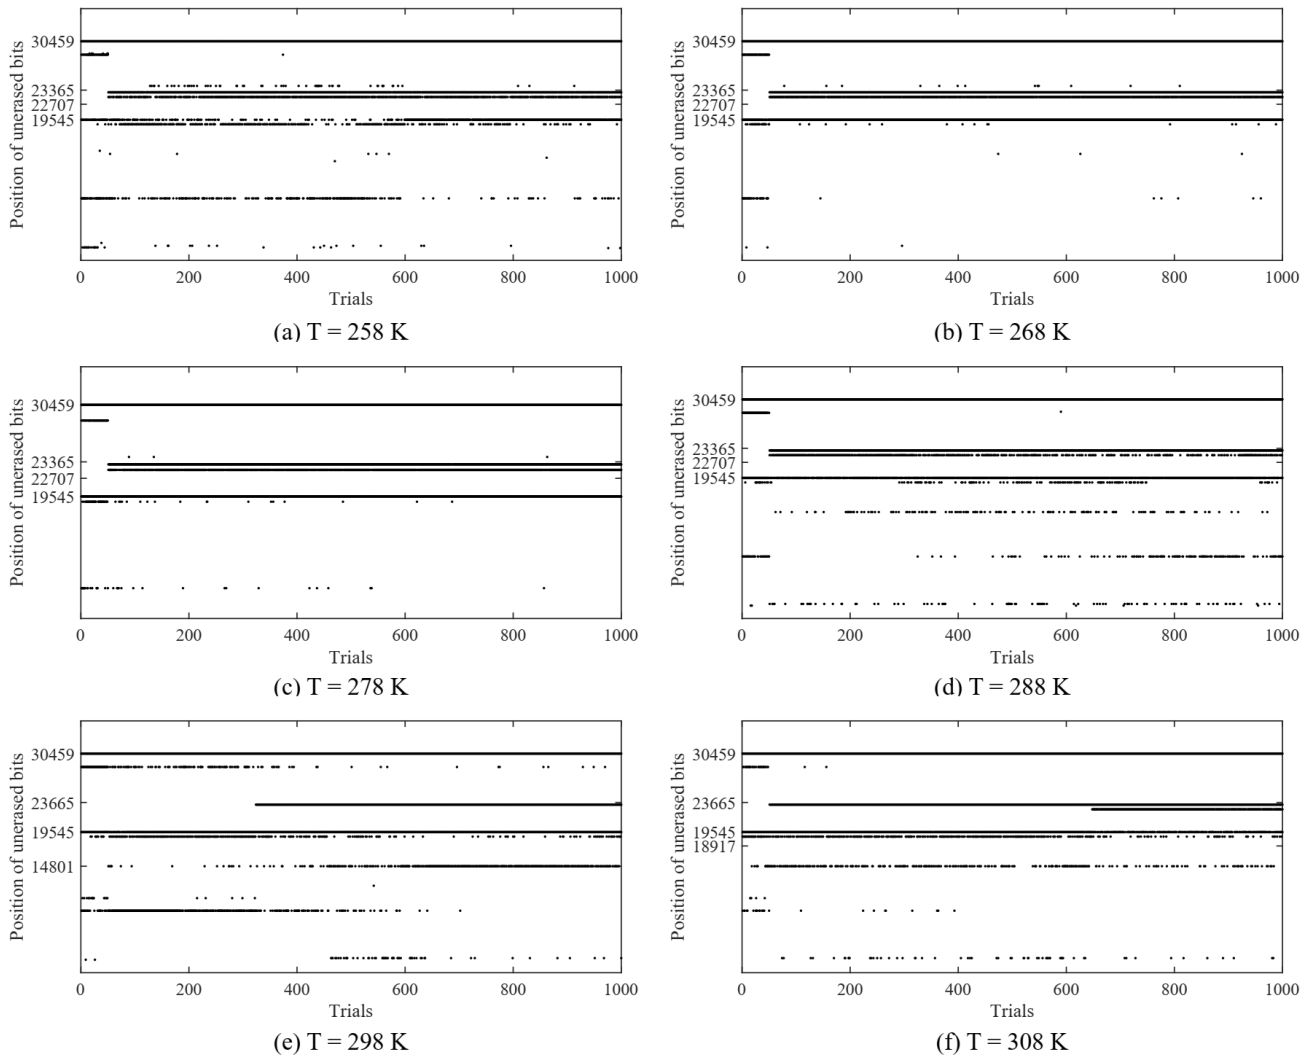 Position of unerased bits
30459
23365
22707
19545
0 200 400 600 800 1000
Trials
(a) T = 258 K
Position of unerased bits
30459
23365
22707
19545
0 200 400 600 800 1000
Trials
(b) T = 268 K
Position of unerased bits
30459
23365
22707
19545
0 200 400 600 800 1000
Trials
(c) T = 278 K
Position of unerased bits
30459
23365
22707
19545
0 200 400 600 800 1000
Trials
(d) T = 288 K
Position of unerased bits
30459
23665
19545
14801
0 200 400 600 800 1000
Trials
(e) T = 298 K
Position of unerased bits
30459
23665
19545
18917
0 200 400 600 800 1000
Trials
(f) T = 308 K